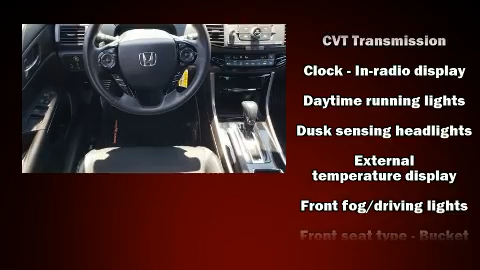 CVT Transmission
Clock - In-radio display
Daytime running lights
Dusk sensing headlights
External
temperature display
Front fog/driving lights
Front seat type - Bucket